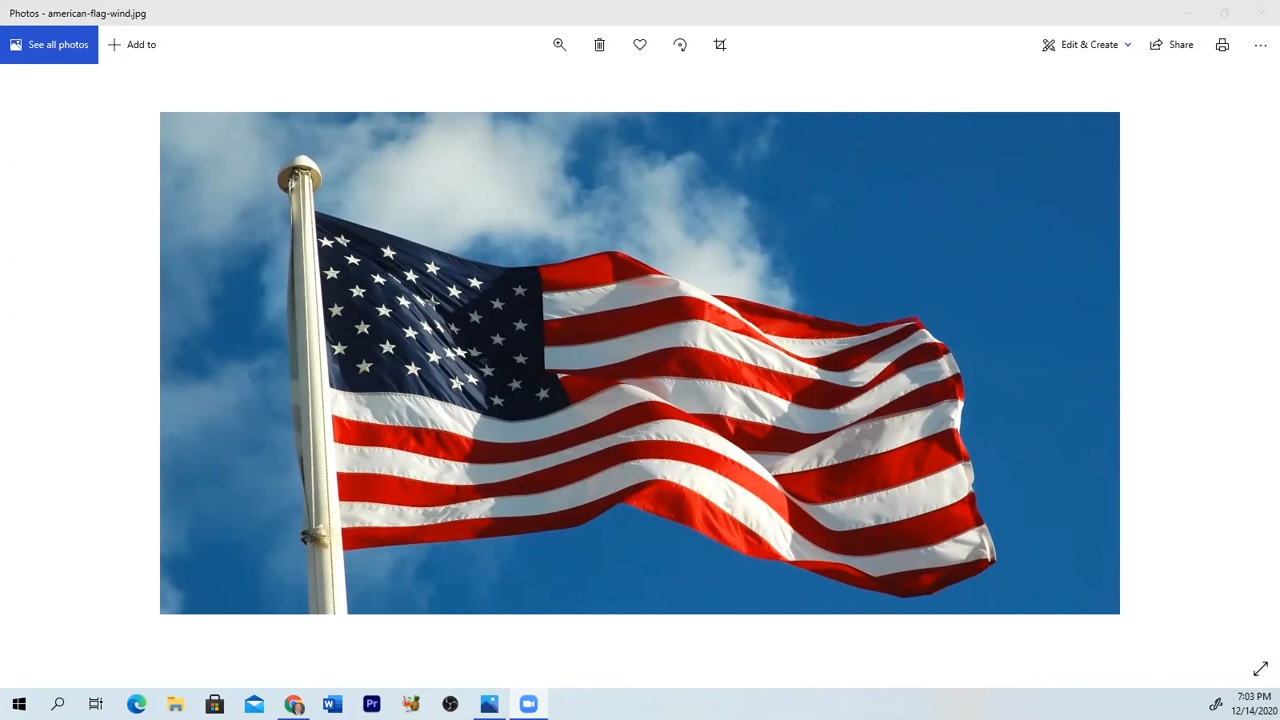 Photos - american-flag-wind.jpg
See all photos
Add to
Edit & Create
Share
W
Pr
7:03 PM
12/14/2020